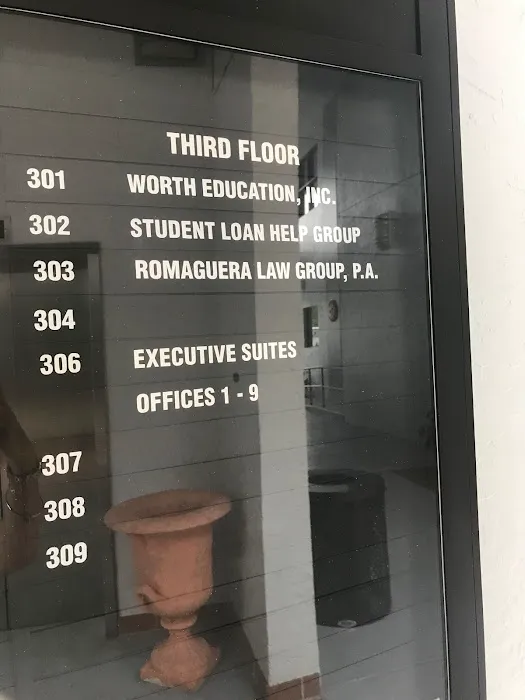 THIRD FLOOR
301 WORTH EDUCATION, INC.
302 STUDENT LOAN HELP GROUP
303 ROMAGUERA LAW GROUP, P.A.
304
306 EXECUTIVE SUITES
OFFICES 1 - 9
307
308
309